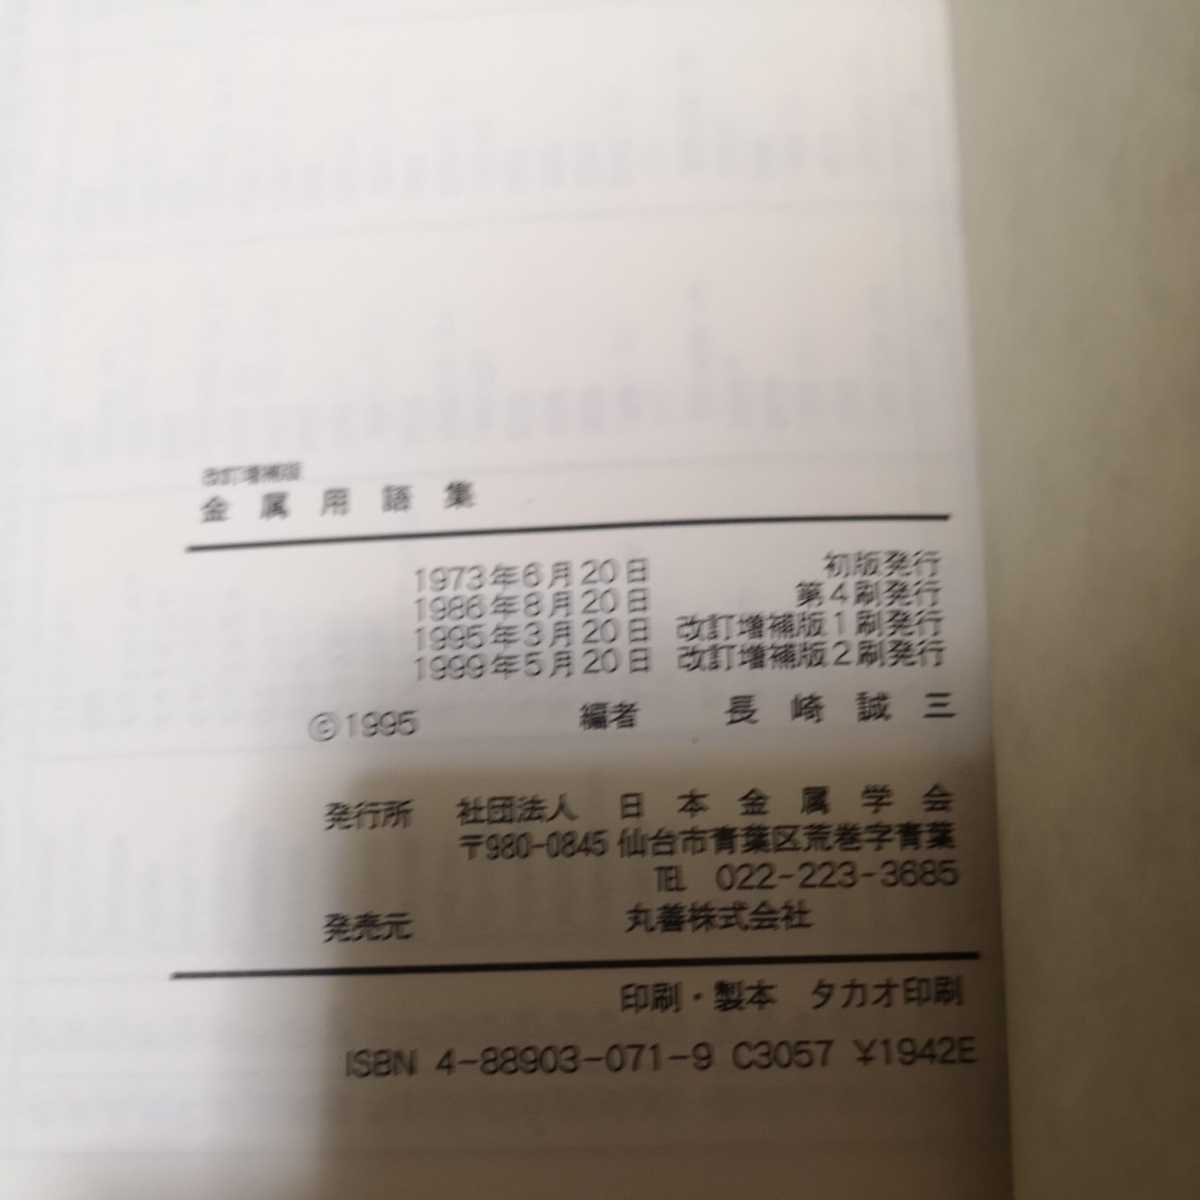 改訂増補版
金属用語集
1973年6月20日 初版発行
1986年8月20日 第4刷発行
1995年3月20日 改訂増補版1刷発行
1999年5月20日 改訂増補版2刷発行
©1995 編者 長崎誠三
発行所 社団法人 日本金属学会
〒980-0845 仙台市青葉区荒巻字青葉
TEL 022-223-3685
発売元 丸善株式会社
印刷・製本 タカオ印刷
ISBN 4-88903-071-9 C3057 ¥1942E